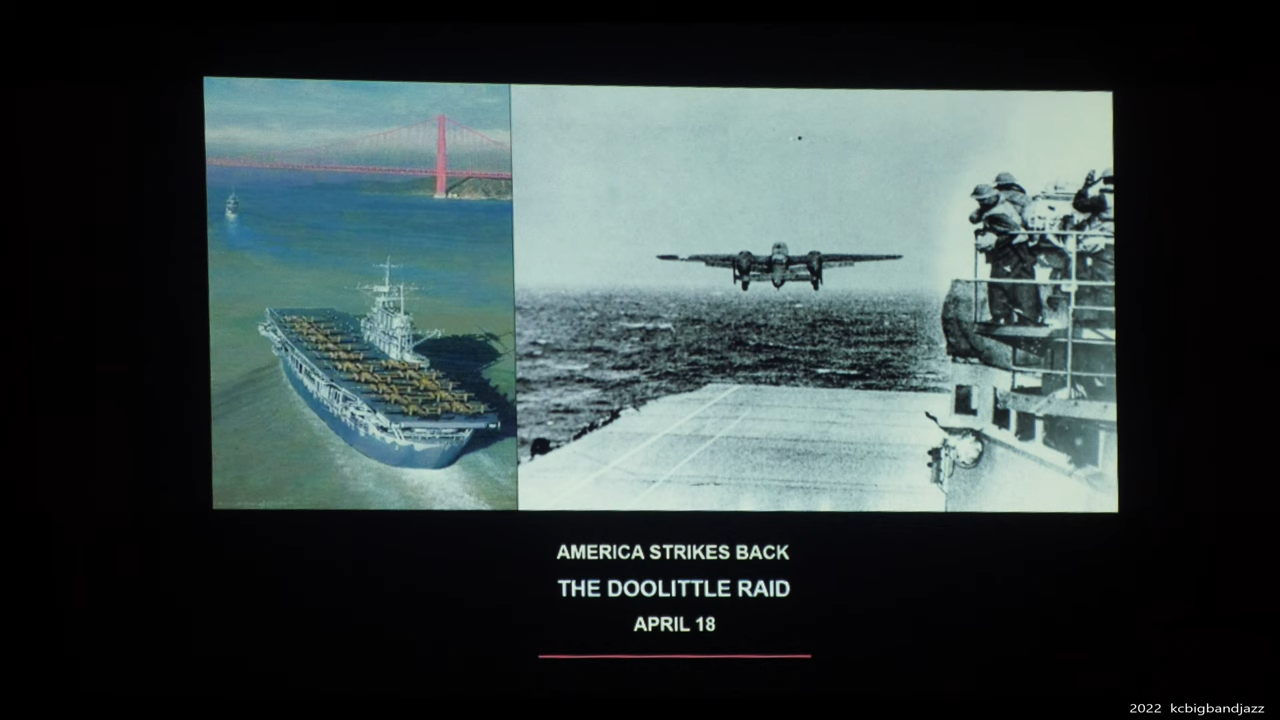 AMERICA STRIKES BACK
THE DOOLITTLE RAID
APRIL 18
2022 kcbigbandjazz